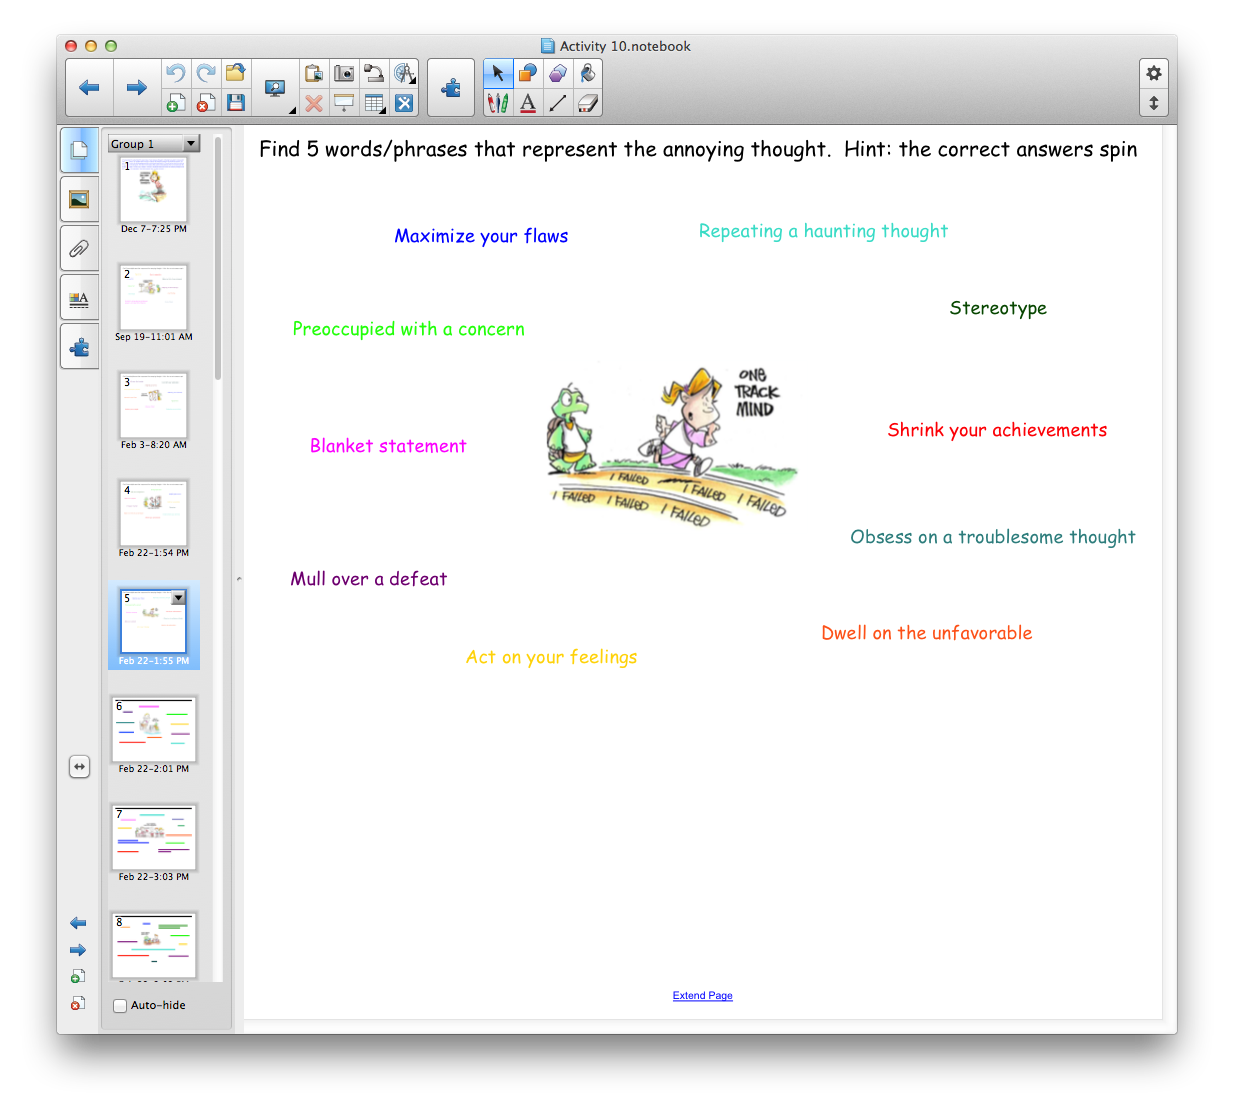 Activity 10.notebook
Group 1
1
Dec 7-7:25 PM
2
Sep 19-11:01 AM
3
Feb 3-8:20 AM
4
Feb 22-1:54 PM
5
Feb 22-1:55 PM
6
Feb 22-2:01 PM
7
Feb 22-3:03 PM
8
Auto-hide
Find 5 words/phrases that represent the annoying thought. Hint: the correct answers spin
Maximize your flaws
Repeating a haunting thought
Stereotype
Preoccupied with a concern
ONE
TRACK
MIND
Shrink your achievements
Blanket statement
I FAILED I FAILED I FAILED
I FAILED I FAILED I FAILED
Obsess on a troublesome thought
Mull over a defeat
Dwell on the unfavorable
Act on your feelings
Extend Page